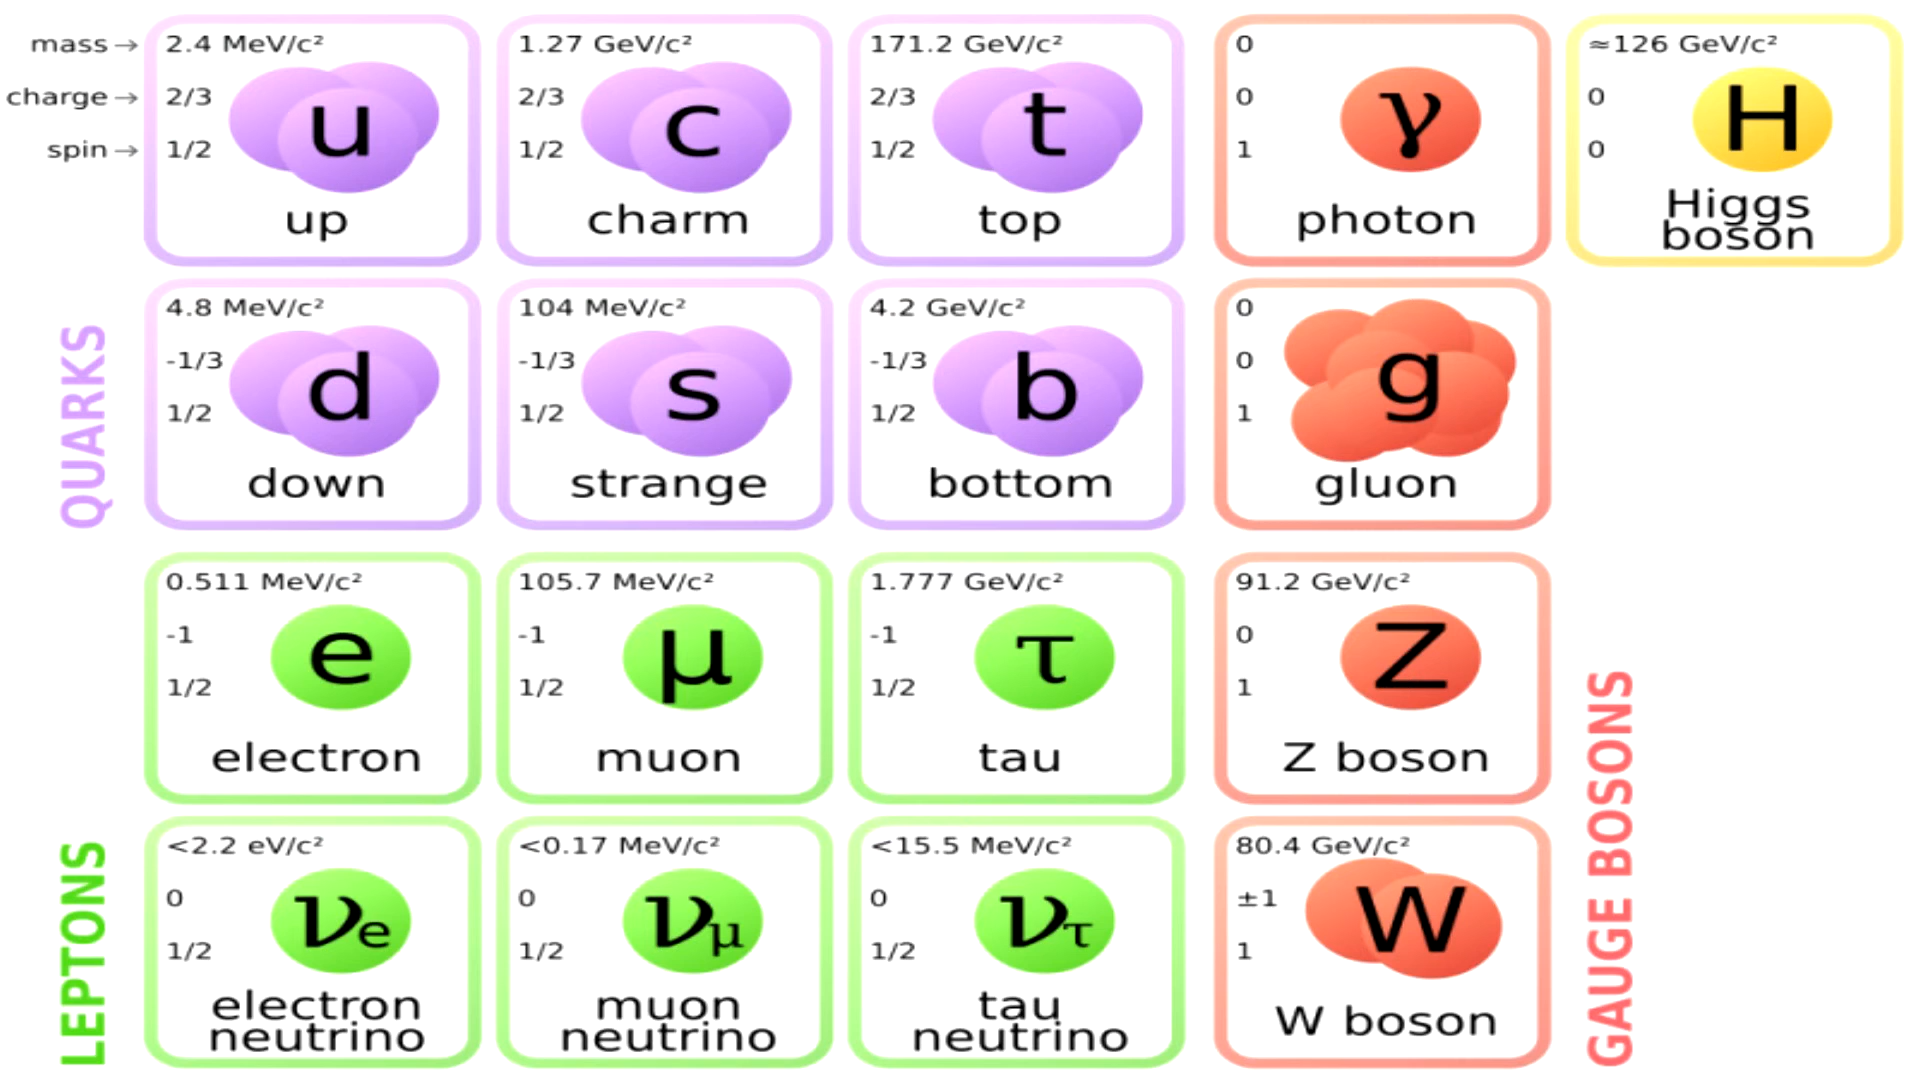 mass→
charge→
spin→
2.4 MeV/c²
2/3
1/2
u
up
1.27 GeV/c²
2/3
1/2
c
charm
171.2 GeV/c²
2/3
1/2
t
top
0
0
1
γ
photon
≈126 GeV/c²
0
0
H
Higgs
boson
QUARKS
4.8 MeV/c²
-1/3
1/2
d
down
104 MeV/c²
-1/3
1/2
s
strange
4.2 GeV/c²
-1/3
1/2
b
bottom
0
0
1
g
gluon
0.511 MeV/c²
-1
1/2
e
electron
105.7 MeV/c²
-1
1/2
μ
muon
1.777 GeV/c²
-1
1/2
τ
tau
91.2 GeV/c²
0
1
Z
Z boson
LEPTONS
<2.2 eV/c²
0
1/2
νe
electron
neutrino
<0.17 MeV/c²
0
1/2
νμ
muon
neutrino
<15.5 MeV/c²
0
1/2
ντ
tau
neutrino
80.4 GeV/c²
±1
1
W
W boson
GAUGE BOSONS